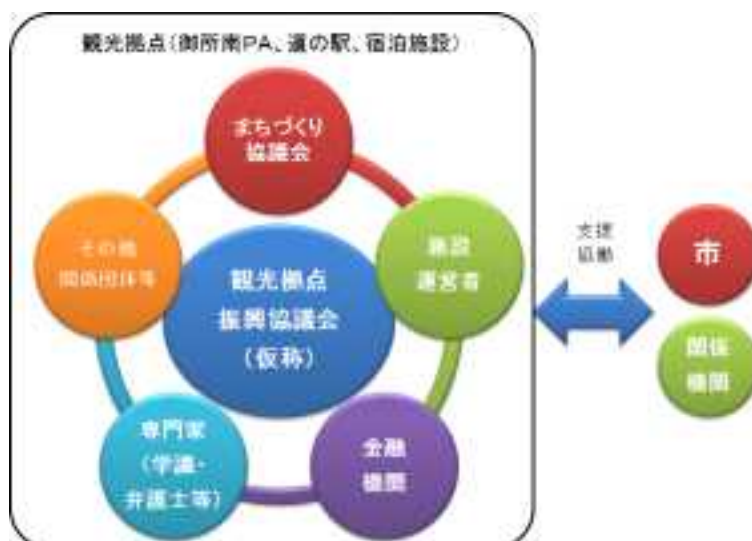 観光拠点(御所南PA、道の駅、宿泊施設)
まちづくり
協議会
その他
関係団体等
施設
運営者
観光拠点
振興協議会
(仮称)
専門家
(学識・
弁護士等)
金融
機関
支援
協働
市
関係
機関